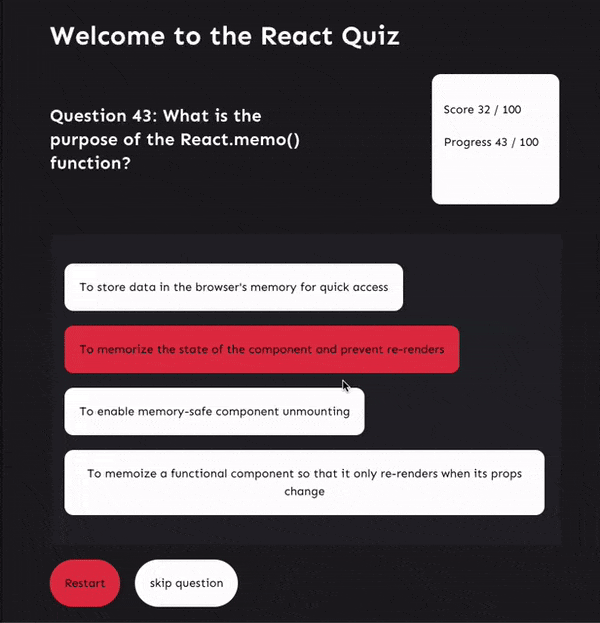 Welcome to the React Quiz
Question 43: What is the
purpose of the React.memo()
function?
Score 32 / 100
Progress 43 / 100
To store data in the browser's memory for quick access
To memorize the state of the component and prevent re-renders
To enable memory-safe component unmounting
To memoize a functional component so that it only re-renders when its props
change
Restart
skip question